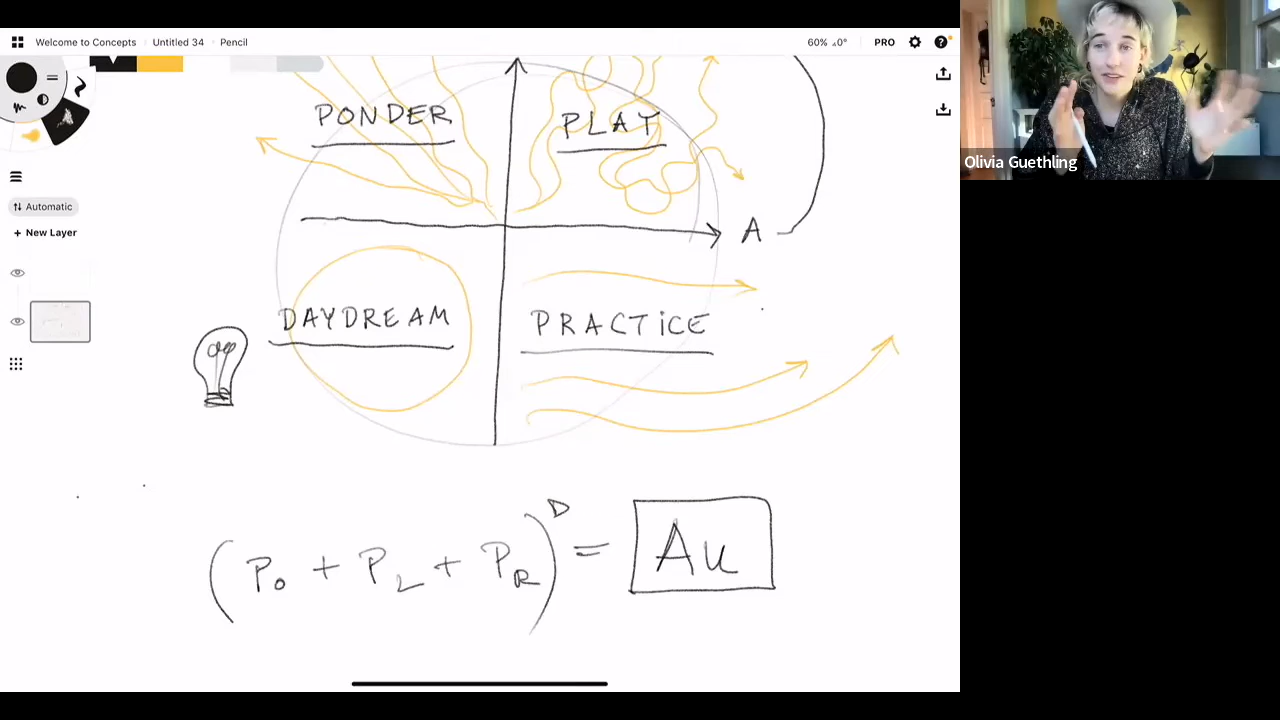 Welcome to Concepts Untitled 34 Pencil 60% 0° PRO
PONDER
PLAY
Automatic
New Layer
A
DAYDREAM
PRACTiCE
(Po + PL + PR)D = Au
Olivia Guethling